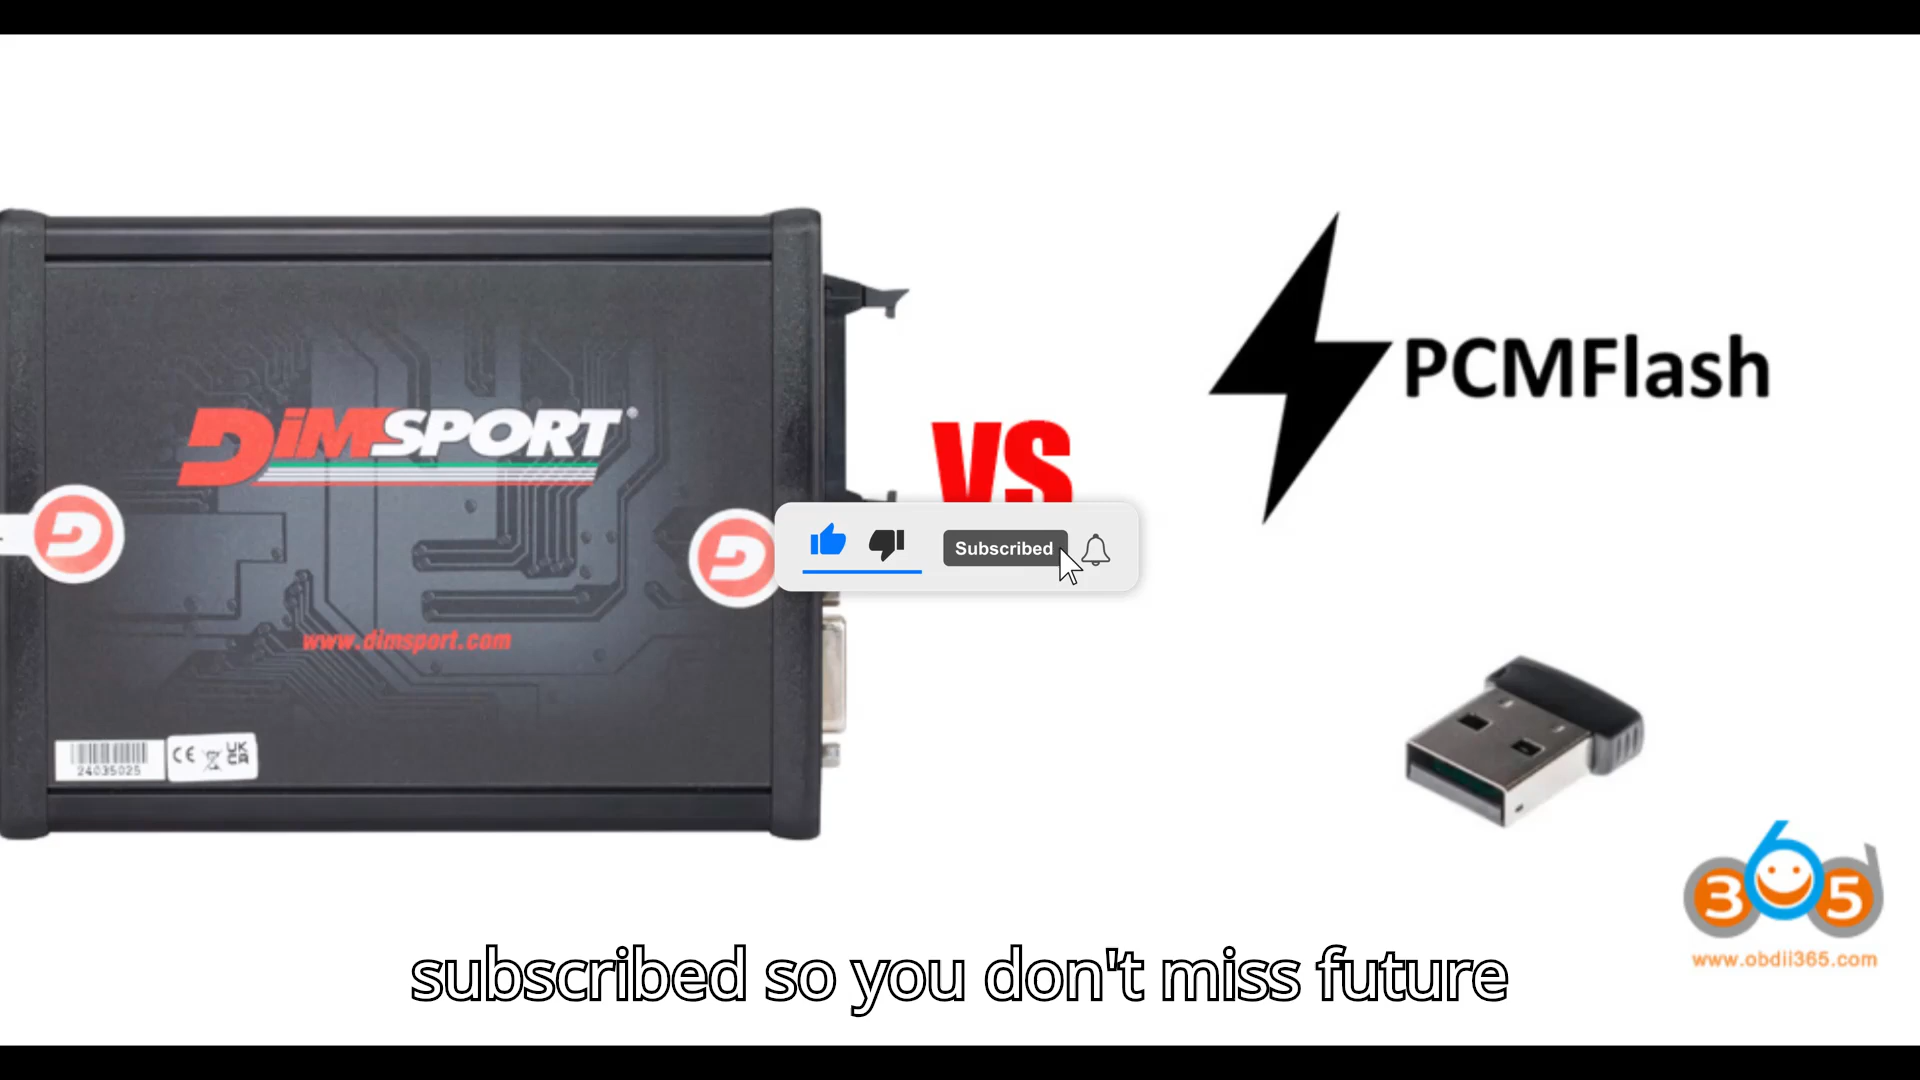 DIMSPORT®
www.dimsport.com
24035025
CE
UK
CA
VS
PCMFlash
Subscribed
365
www.obdii365.com
subscribed so you don't miss future